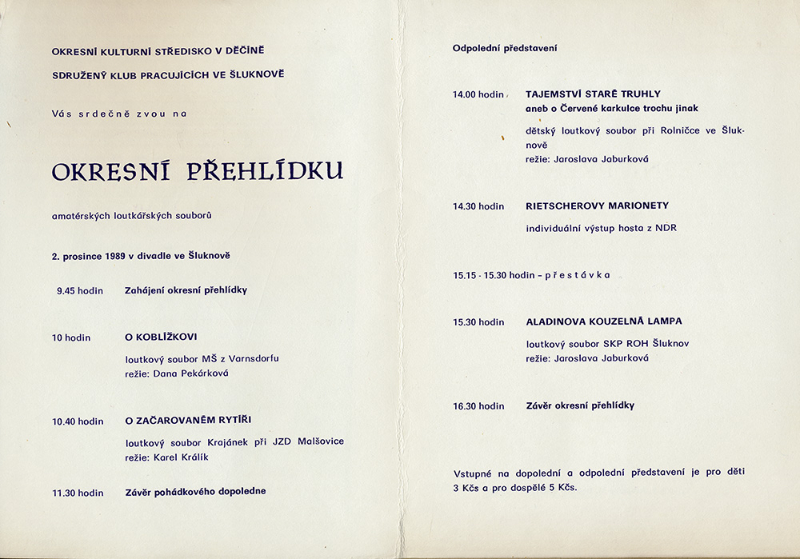 OKRESNÍ KULTURNÍ STŘEDISKO V DĚČÍNĚ
SDRUŽENÝ KLUB PRACUJÍCÍCH VE ŠLUKNOVĚ
Vás srdečně zvou na
OKRESNÍ PŘEHLÍDKU
amatérských loutkářských souborů
2. prosince 1989 v divadle ve Šluknově
9.45 hodin Zahájení okresní přehlídky
10 hodin O KOBLÍŽKOVI
loutkový soubor MŠ z Varnsdorfu
režie: Dana Pekárková
10.40 hodin O ZAČAROVANÉM RYTÍŘI
loutkový soubor Krajánek při JZD Malšovice
režie: Karel Králik
11.30 hodin Závěr pohádkového dopoledne
Odpolední představení
14.00 hodin TAJEMSTVÍ STARÉ TRUHLY
aneb o Červené karkulce trochu jinak
dětský loutkový soubor při Rolničce ve Šluk-
nově
režie: Jaroslava Jaburková
14.30 hodin RIETSCHEROVY MARIONETY
individuální výstup hosta z NDR
15.15 - 15.30 hodin – přestávka
15.30 hodin ALADINOVA KOUZELNÁ LAMPA
loutkový soubor SKP ROH Šluknov
režie: Jaroslava Jaburková
16.30 hodin Závěr okresní přehlídky
Vstupné na dopolední a odpolední představení je pro děti
3 Kčs a pro dospělé 5 Kčs.